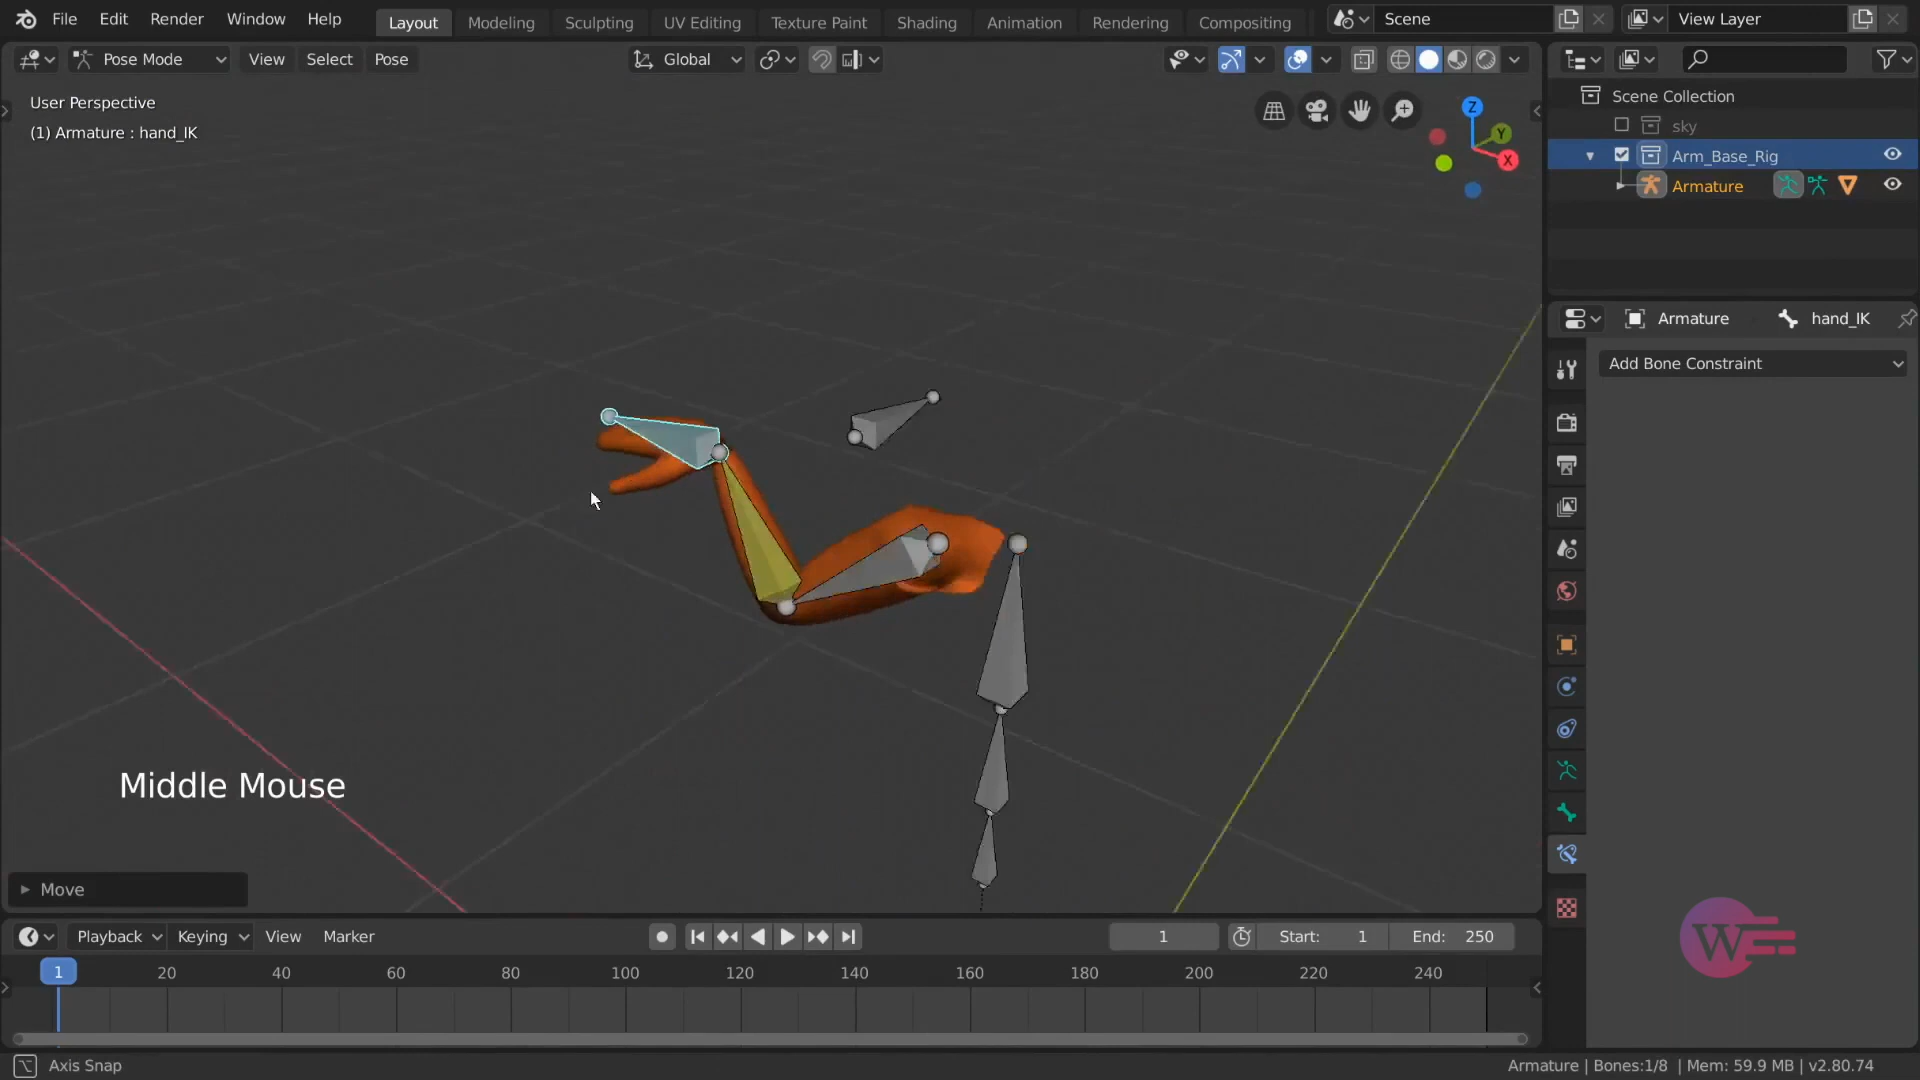 File Edit Render Window Help Layout Modeling Sculpting UV Editing Texture Paint Shading Animation Rendering Compositing Scene View Layer
Pose Mode View Select Pose Global
User Perspective
(1) Armature : hand_IK
Z
Y
X
Scene Collection
sky
Arm_Base_Rig
Armature
Armature hand_IK
Add Bone Constraint
Middle Mouse
Move
W
Playback Keying View Marker 1 Start: 1 End: 250
1 20 40 60 80 100 120 140 160 180 200 220 240
Axis Snap Armature | Bones:1/8 | Mem: 59.9 MB | v2.80.74